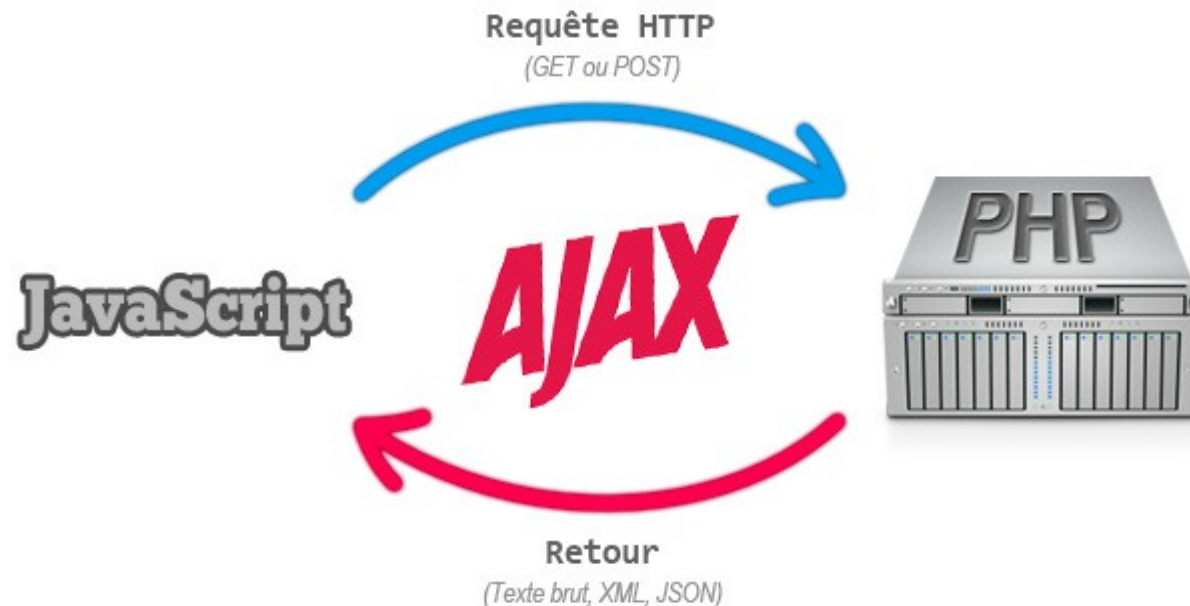 Requête HTTP
(GET ou POST)
JavaScript
AJAX
PHP
Retour
(Texte brut, XML, JSON)